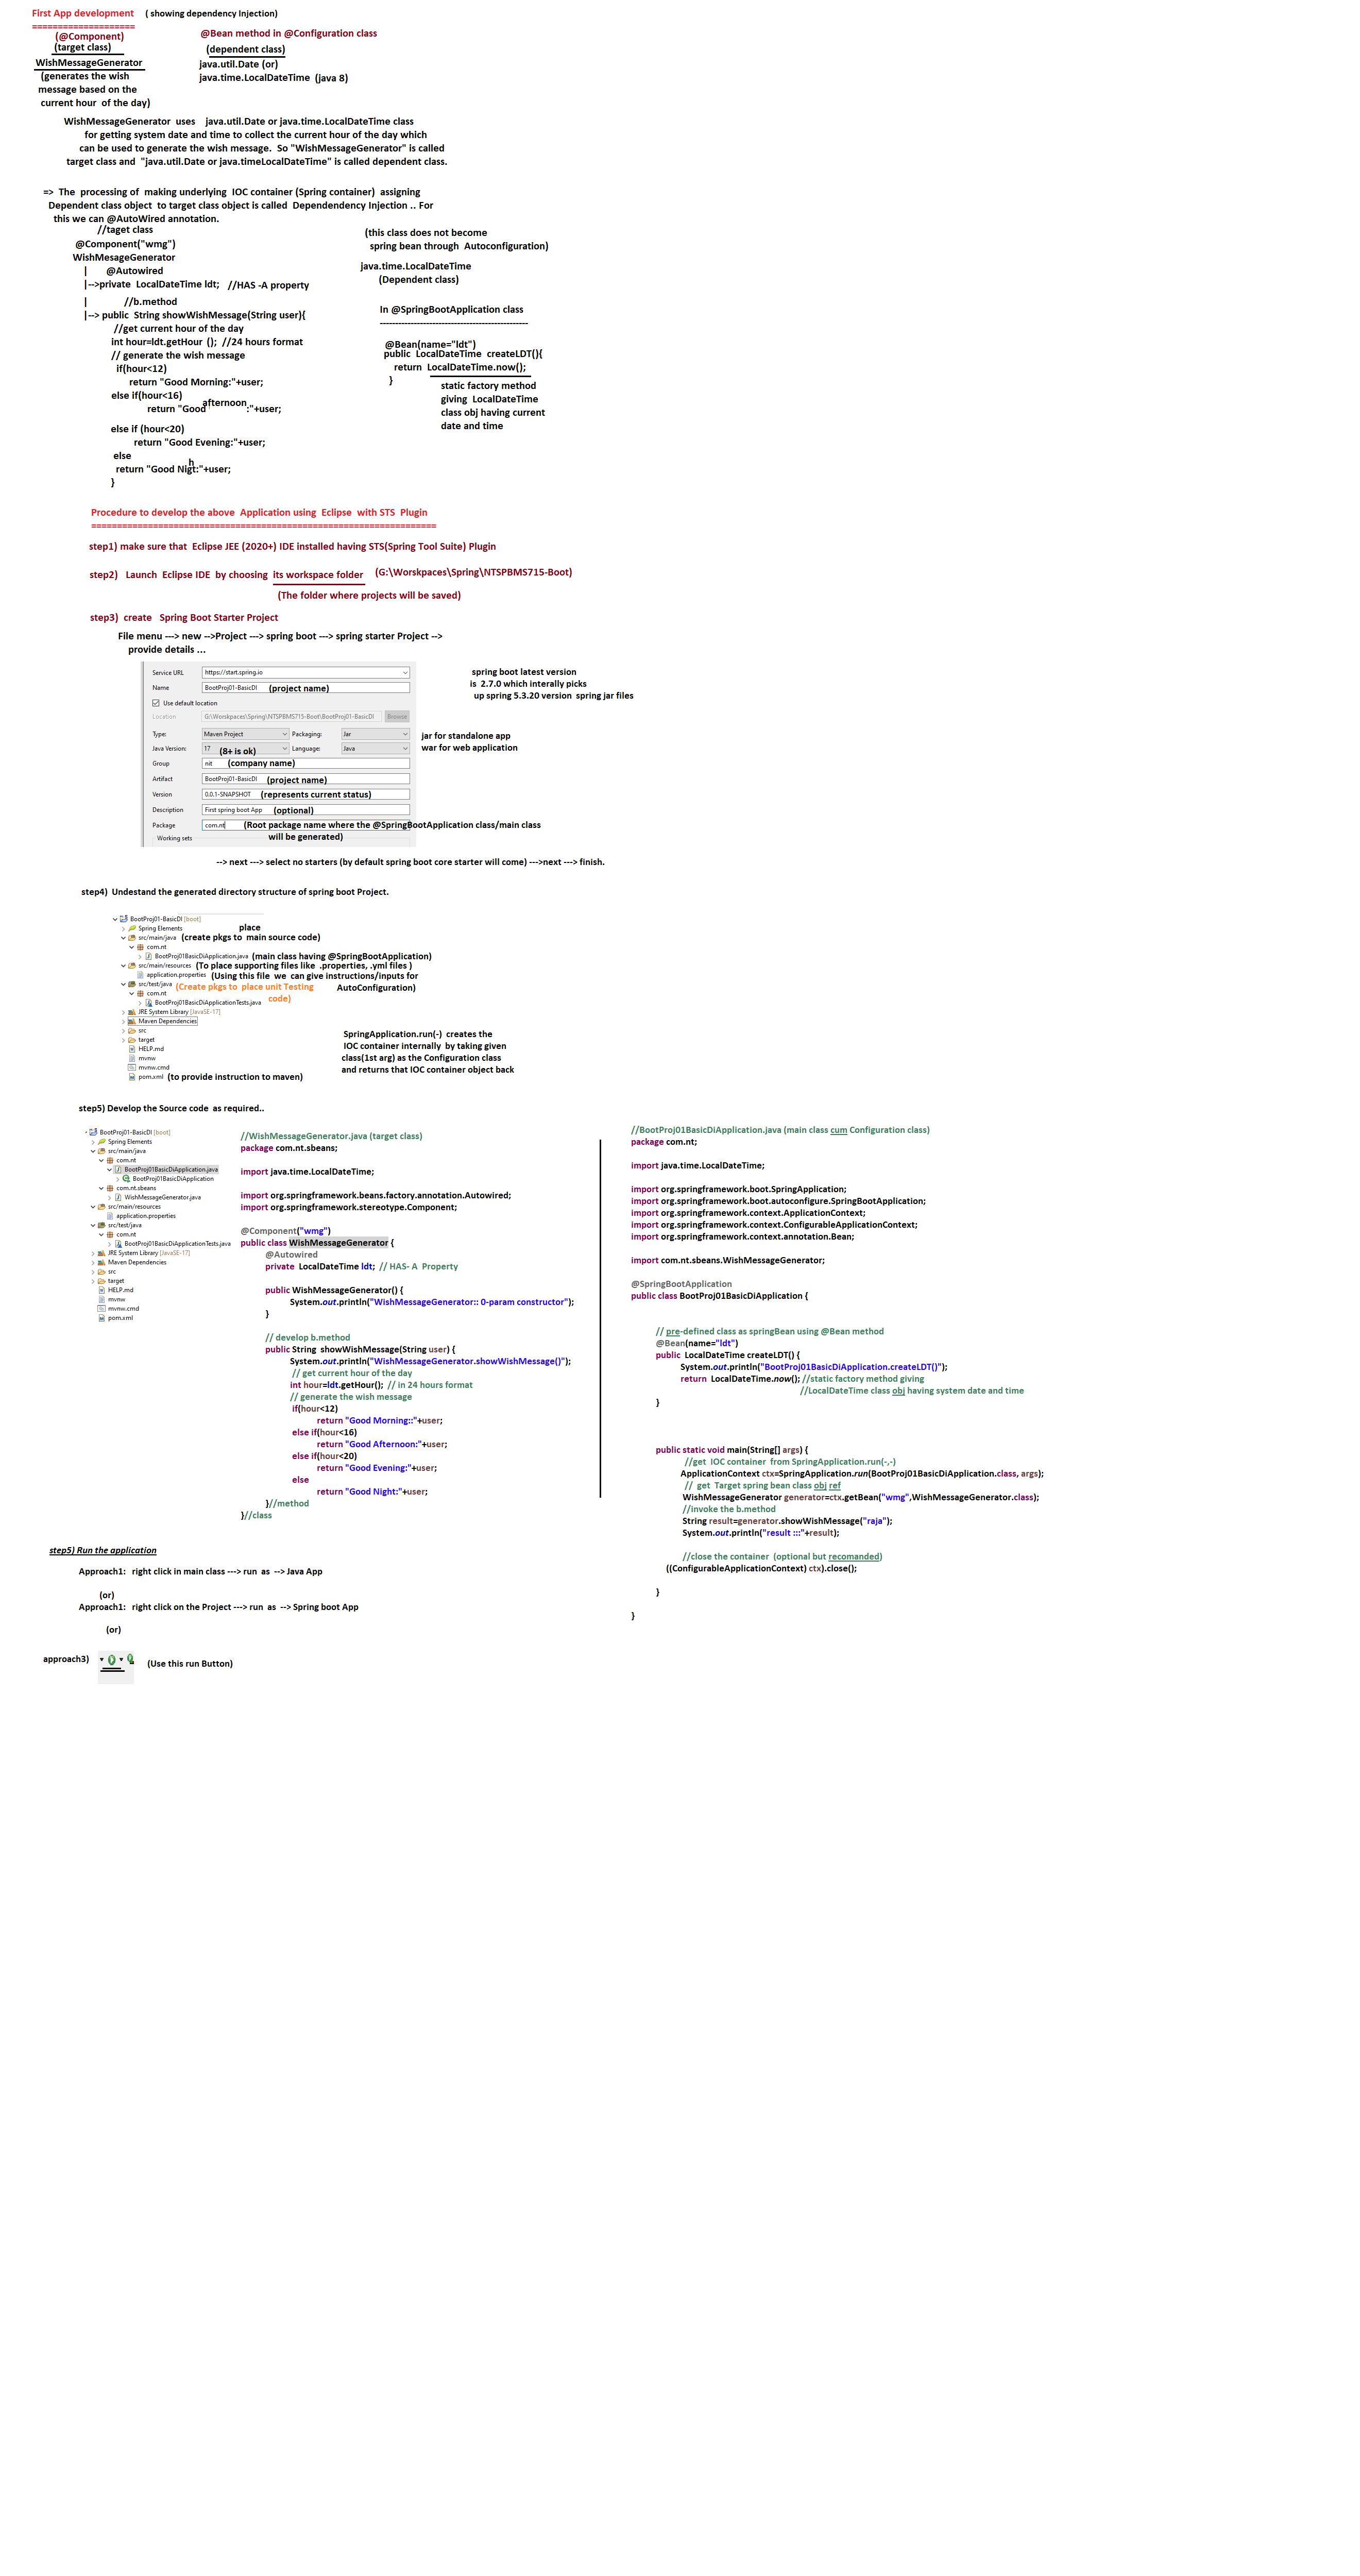 First App development ( showing dependency Injection)
====================
(@Component)
(target class)
WishMessageGenerator
(generates the wish
message based on the
current hour of the day)
@Bean method in @Configuration class
(dependent class)
java.util.Date (or)
java.time.LocalDateTime (java 8)
WishMessageGenerator uses java.util.Date or java.time.LocalDateTime class
for getting system date and time to collect the current hour of the day which
can be used to generate the wish message. So "WishMessageGenerator" is called
target class and "java.util.Date or java.timeLocalDateTime" is called dependent class.
=> The processing of making underlying IOC container (Spring container) assigning
Dependent class object to target class object is called Dependendency Injection .. For
this we can @AutoWired annotation.
//taget class
@Component("wmg")
WishMesageGenerator
| @Autowired
|-->private LocalDateTime ldt; //HAS -A property
| //b.method
|--> public String showWishMessage(String user){
//get current hour of the day
int hour=ldt.getHour (); //24 hours format
// generate the wish message
if(hour<12)
return "Good Morning:"+user;
else if(hour<16)
return "Good afternoon:"+user;
else if (hour<20)
return "Good Evening:"+user;
else
h
return "Good Nigt:"+user;
}
(this class does not become
spring bean through Autoconfiguration)
java.time.LocalDateTime
(Dependent class)
In @SpringBootApplication class
------------------------------------------------
@Bean(name="ldt")
public LocalDateTime createLDT(){
return LocalDateTime.now();
}
static factory method
giving LocalDateTime
class obj having current
date and time
Procedure to develop the above Application using Eclipse with STS Plugin
===================================================================
step1) make sure that Eclipse JEE (2020+) IDE installed having STS(Spring Tool Suite) Plugin
step2) Launch Eclipse IDE by choosing its workspace folder (G:\Worskpaces\Spring\NTSPBMS715-Boot)
(The folder where projects will be saved)
step3) create Spring Boot Starter Project
File menu ---> new -->Project ---> spring boot ---> spring starter Project -->
provide details ...
Service URL https://start.spring.io
Name BootProj01-BasicDI (project name)
Use default location
Location G:\Worskpaces\Spring\NTSPBMS715-Boot\BootProj01-BasicDI Browse
Type: Maven Project Packaging: Jar
Java Version: 17 (8+ is ok) Language: Java
Group nit (company name)
Artifact BootProj01-BasicDI (project name)
Version 0.0.1-SNAPSHOT (represents current status)
Description First spring boot App (optional)
Package com.nt (Root package name where the @SpringBootApplication class/main class
will be generated)
Working sets
spring boot latest version
is 2.7.0 which interally picks
up spring 5.3.20 version spring jar files
jar for standalone app
war for web application
--> next ---> select no starters (by default spring boot core starter will come) --->next ---> finish.
step4) Undestand the generated directory structure of spring boot Project.
BootProj01-BasicDI [boot]
Spring Elements place
src/main/java (create pkgs to main source code)
com.nt
BootProj01BasicDiApplication.java (main class having @SpringBootApplication)
src/main/resources (To place supporting files like .properties, .yml files )
application.properties (Using this file we can give instructions/inputs for
AutoConfiguration)
src/test/java (Create pkgs to place unit Testing
code)
com.nt
BootProj01BasicDiApplicationTests.java
JRE System Library [JavaSE-17]
Maven Dependencies
src
target
HELP.md
mvnw
mvnw.cmd
pom.xml (to provide instruction to maven)
SpringApplication.run(-) creates the
IOC container internally by taking given
class(1st arg) as the Configuration class
and returns that IOC container object back
step5) Develop the Source code as required..
BootProj01-BasicDI [boot]
Spring Elements
src/main/java
com.nt
BootProj01BasicDiApplication.java
BootProj01BasicDiApplication
com.nt.sbeans
WishMessageGenerator.java
src/main/resources
application.properties
src/test/java
com.nt
BootProj01BasicDiApplicationTests.java
JRE System Library [JavaSE-17]
Maven Dependencies
src
target
HELP.md
mvnw
mvnw.cmd
pom.xml
//WishMessageGenerator.java (target class)
package com.nt.sbeans;
import java.time.LocalDateTime;
import org.springframework.beans.factory.annotation.Autowired;
import org.springframework.stereotype.Component;
@Component("wmg")
public class WishMessageGenerator {
@Autowired
private LocalDateTime ldt; // HAS- A Property
public WishMessageGenerator() {
System.out.println("WishMessageGenerator:: 0-param constructor");
}
// develop b.method
public String showWishMessage(String user) {
System.out.println("WishMessageGenerator.showWishMessage()");
// get current hour of the day
int hour=ldt.getHour(); // in 24 hours format
// generate the wish message
if(hour<12)
return "Good Morning::"+user;
else if(hour<16)
return "Good Afternoon:"+user;
else if(hour<20)
return "Good Evening:"+user;
else
return "Good Night:"+user;
}//method
}//class
//BootProj01BasicDiApplication.java (main class cum Configuration class)
package com.nt;
import java.time.LocalDateTime;
import org.springframework.boot.SpringApplication;
import org.springframework.boot.autoconfigure.SpringBootApplication;
import org.springframework.context.ApplicationContext;
import org.springframework.context.ConfigurableApplicationContext;
import org.springframework.context.annotation.Bean;
import com.nt.sbeans.WishMessageGenerator;
@SpringBootApplication
public class BootProj01BasicDiApplication {
// pre-defined class as springBean using @Bean method
@Bean(name="ldt")
public LocalDateTime createLDT() {
System.out.println("BootProj01BasicDiApplication.createLDT()");
return LocalDateTime.now(); //static factory method giving
//LocalDateTime class obj having system date and time
}
public static void main(String[] args) {
//get IOC container from SpringApplication.run(-,-)
ApplicationContext ctx=SpringApplication.run(BootProj01BasicDiApplication.class, args);
// get Target spring bean class obj ref
WishMessageGenerator generator=ctx.getBean("wmg",WishMessageGenerator.class);
//invoke the b.method
String result=generator.showWishMessage("raja");
System.out.println("result :::"+result);
//close the container (optional but recomanded)
((ConfigurableApplicationContext) ctx).close();
}
}
step5) Run the application
Approach1: right click in main class ---> run as --> Java App
(or)
Approach1: right click on the Project ---> run as --> Spring boot App
(or)
approach3) (Use this run Button)